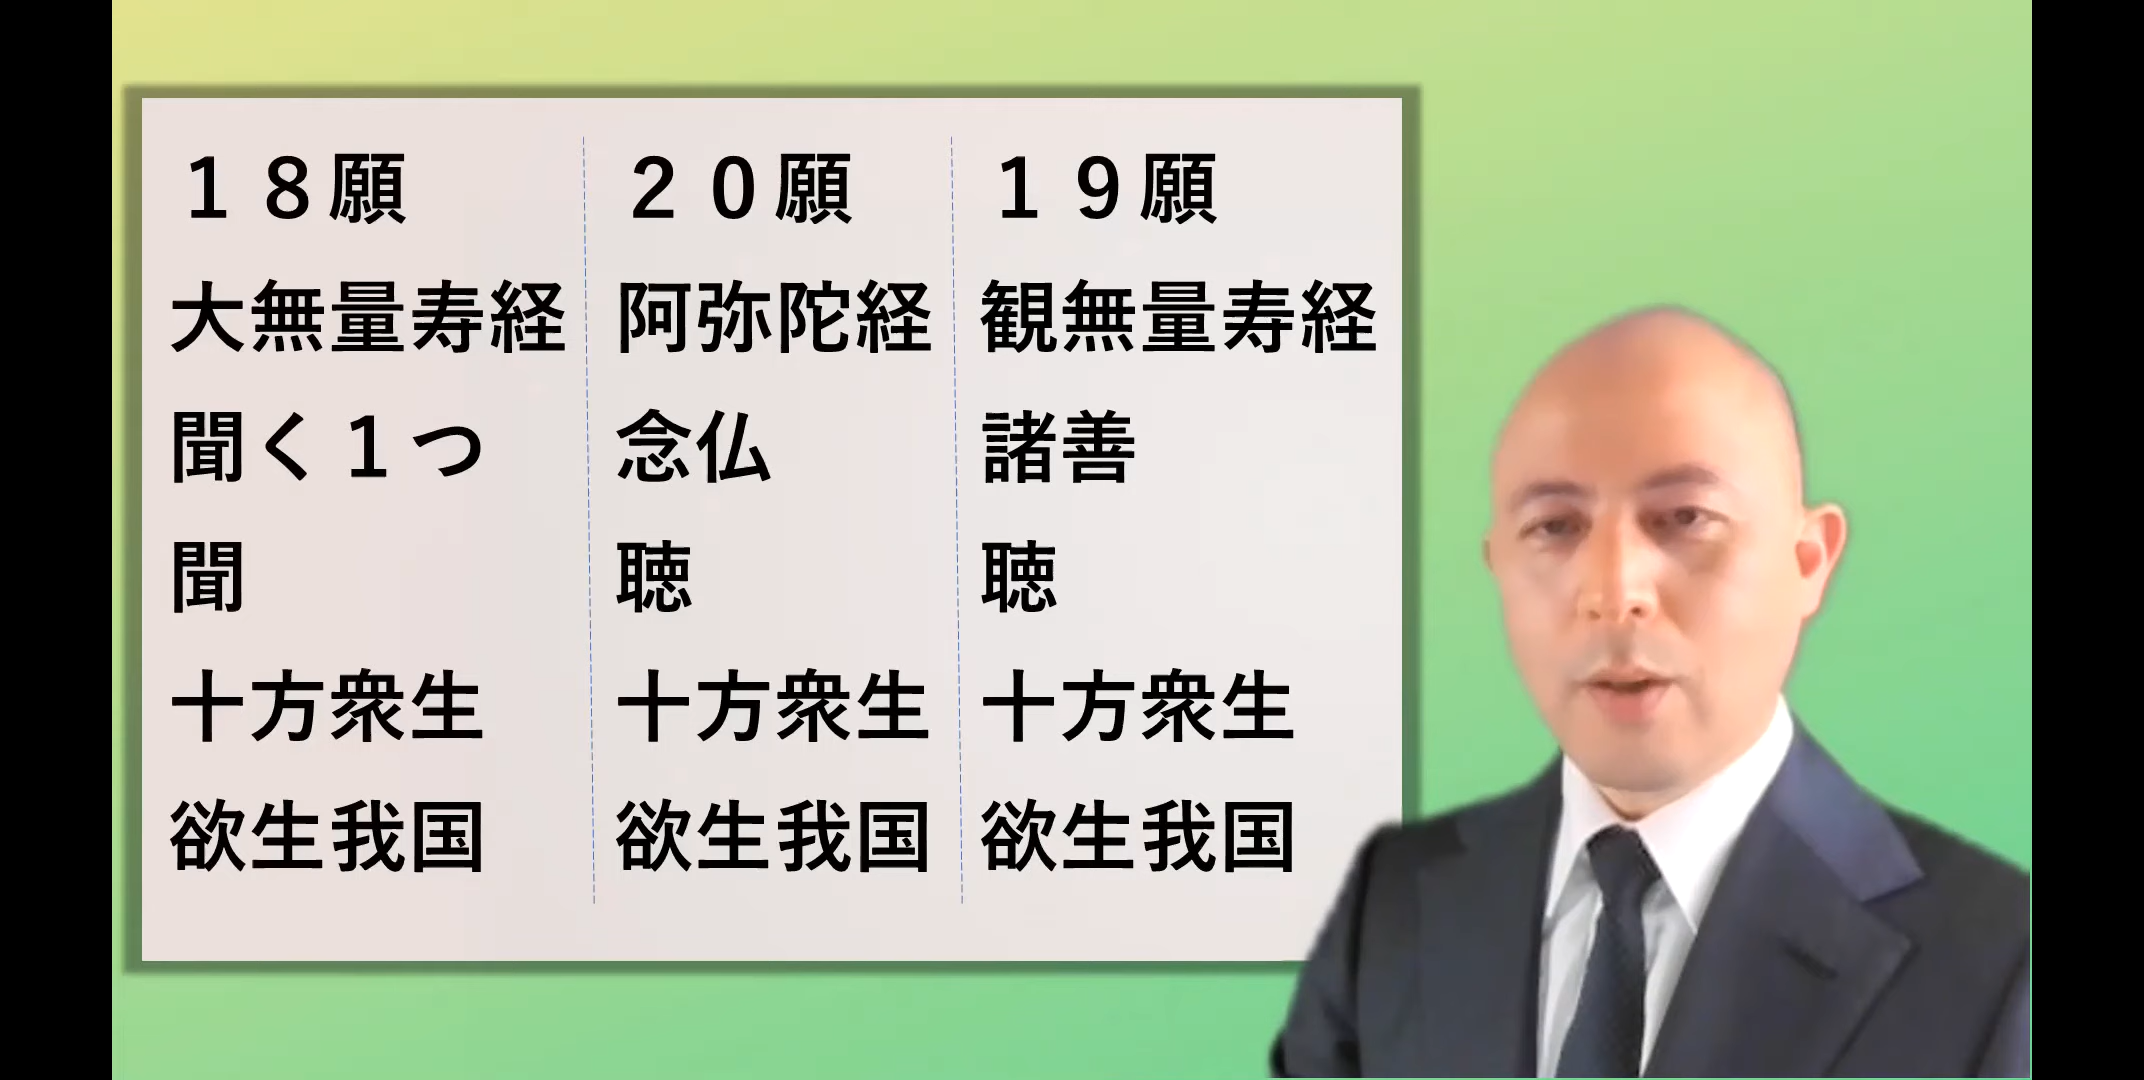 １８願
大無量寿経
聞く１つ
聞
十方衆生
欲生我国
２０願
阿弥陀経
念仏
聴
十方衆生
欲生我国
１９願
観無量寿経
諸善
聴
十方衆生
欲生我国